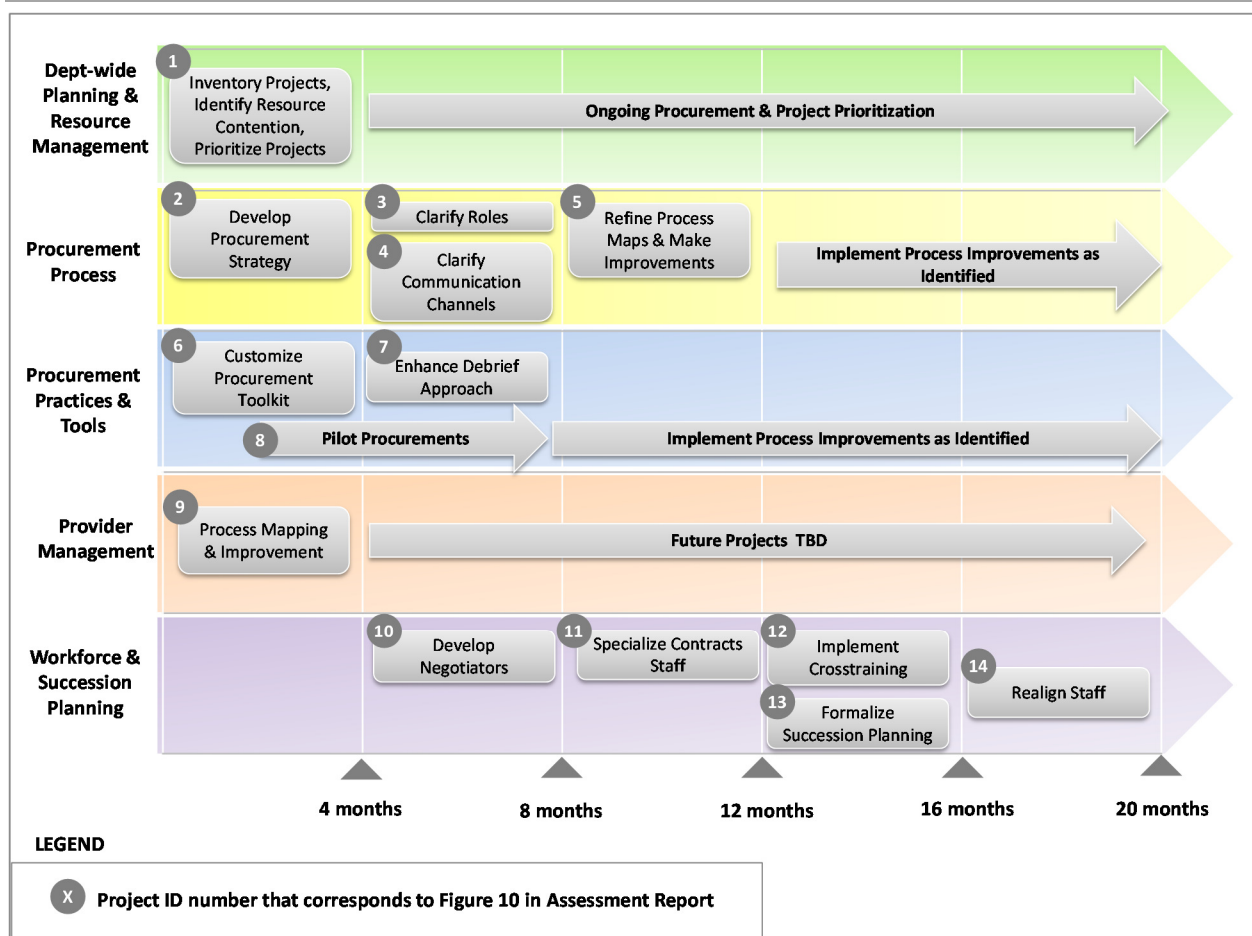 Dept-wide
Planning &
Resource
Management
1
Inventory Projects,
Identify Resource
Contention,
Prioritize Projects
Ongoing Procurement & Project Prioritization
Procurement
Process
2
Develop
Procurement
Strategy
3
Clarify Roles
4
Clarify
Communication
Channels
5
Refine Process
Maps & Make
Improvements
Implement Process Improvements as
Identified
Procurement
Practices &
Tools
6
Customize
Procurement
Toolkit
7
Enhance Debrief
Approach
8
Pilot Procurements
Implement Process Improvements as Identified
Provider
Management
9
Process Mapping
& Improvement
Future Projects TBD
Workforce &
Succession
Planning
10
Develop
Negotiators
11
Specialize Contracts
Staff
12
Implement
Crosstraining
13
Formalize
Succession Planning
14
Realign Staff
4 months
8 months
12 months
16 months
20 months
LEGEND
X
Project ID number that corresponds to Figure 10 in Assessment Report